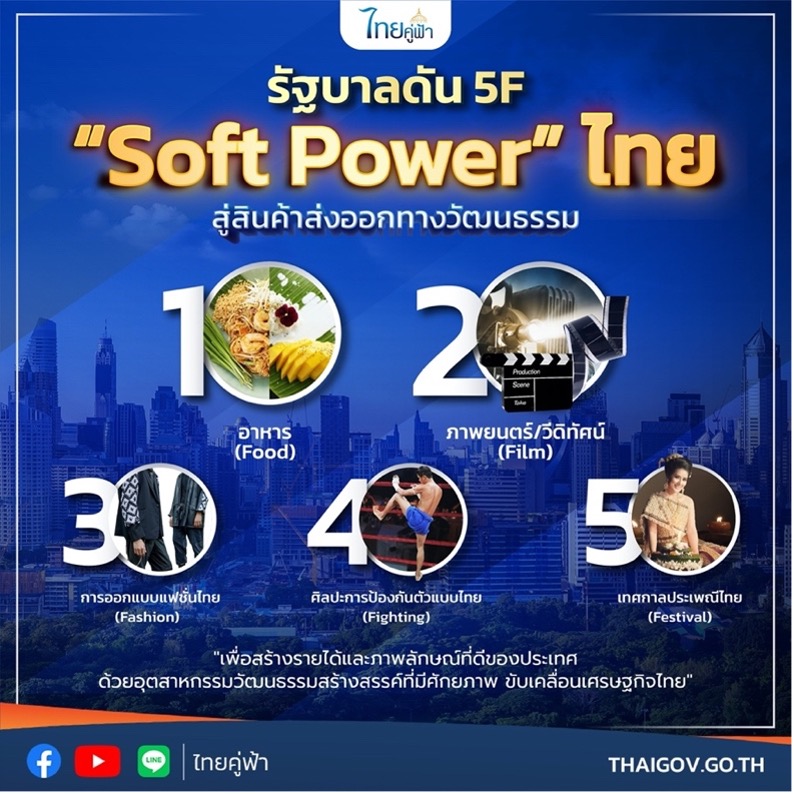 ไทยคู่ฟ้า
รัฐบาลดัน 5F
"Soft Power" ไทย
สู่สินค้าส่งออกทางวัฒนธรรม
1
อาหาร
(Food)
2
Production
Scene
Take
ภาพยนตร์/วีดิทัศน์
(Film)
3
การออกแบบแฟชั่นไทย
(Fashion)
4
ศิลปะการป้องกันตัวแบบไทย
(Fighting)
5
เทศกาลประเพณีไทย
(Festival)
"เพื่อสร้างรายได้และภาพลักษณ์ที่ดีของประเทศ
ด้วยอุตสาหกรรมวัฒนธรรมสร้างสรรค์ที่มีศักยภาพ ขับเคลื่อนเศรษฐกิจไทย"
LINE
ไทยคู่ฟ้า
THAIGOV.GO.TH